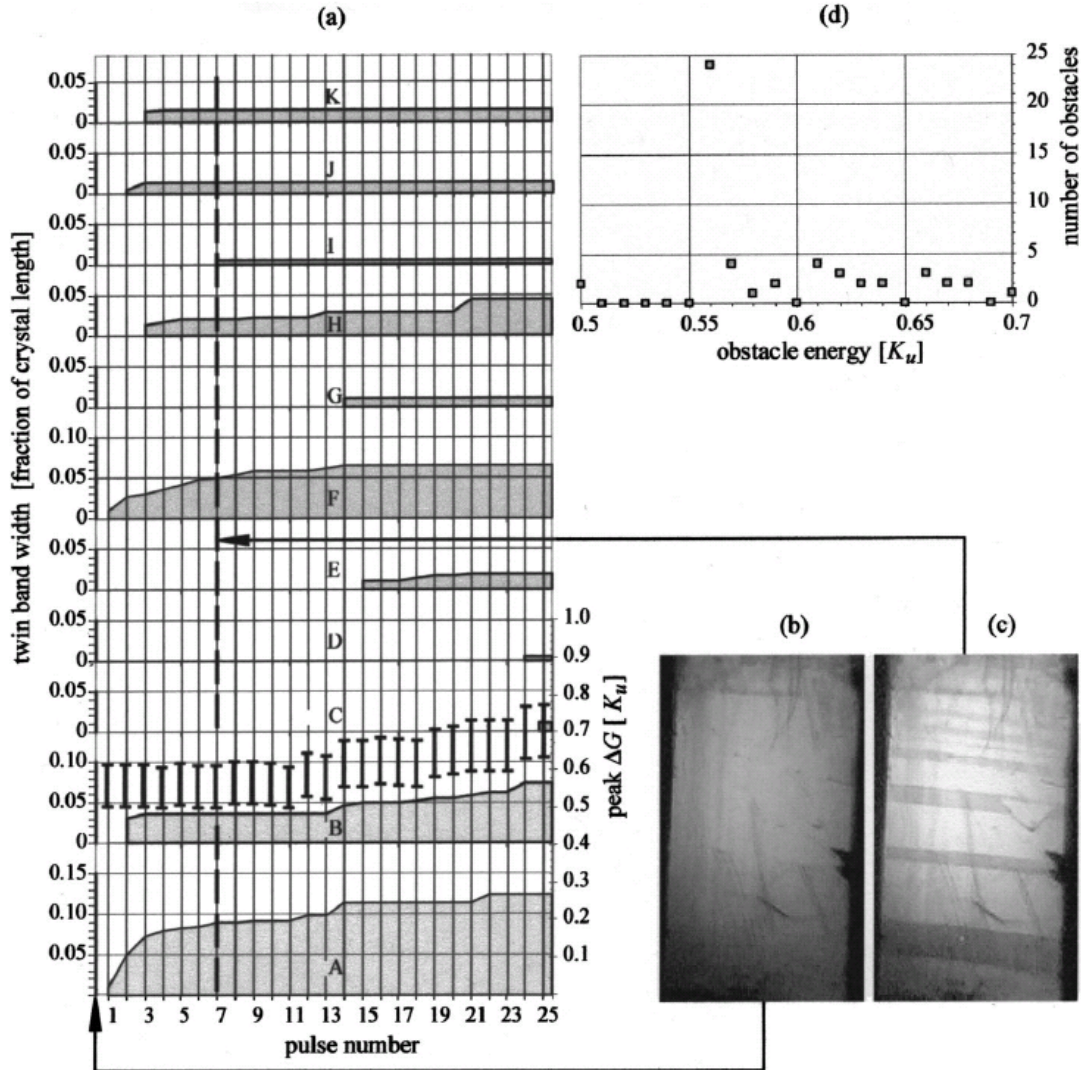 (a)
(d)
twin band width [fraction of crystal length]
0.05
0
K
0.05
0
J
0.05
0
I
0.05
0
H
0.05
0
G
0.10
0.05
0
F
0.05
0
E
0.05
0
D
0.05
0
C
0.10
0.05
0
B
0.15
0.10
0.05
A
1.0
0.9
0.8
0.7
0.6
0.5
0.4
0.3
0.2
0.1
peak ΔG [K_u]
1 3 5 7 9 11 13 15 17 19 21 23 25
pulse number
25
20
15
10
5
0
number of obstacles
0.5 0.55 0.6 0.65 0.7
obstacle energy [K_u]
(b)
(c)